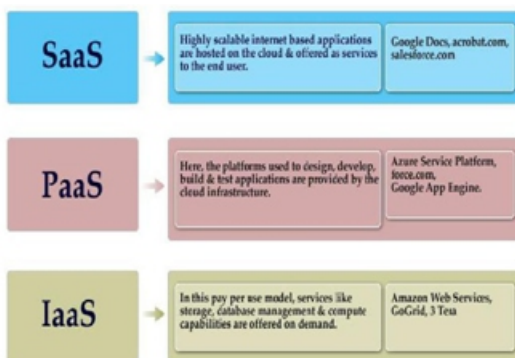 SaaS
Highly scalable internet based applications
are hosted on the cloud & offered as services
to the end user.
Google Docs, acrobat.com,
salesforce.com
PaaS
Here, the platforms used to design, develop,
build & test applications are provided by the
cloud infrastructure.
Azure Service Platform,
force.com,
Google App Engine.
IaaS
In this pay per use model, services like
storage, database management & compute
capabilities are offered on demand.
Amazon Web Services,
GoGrid, 3 Tera